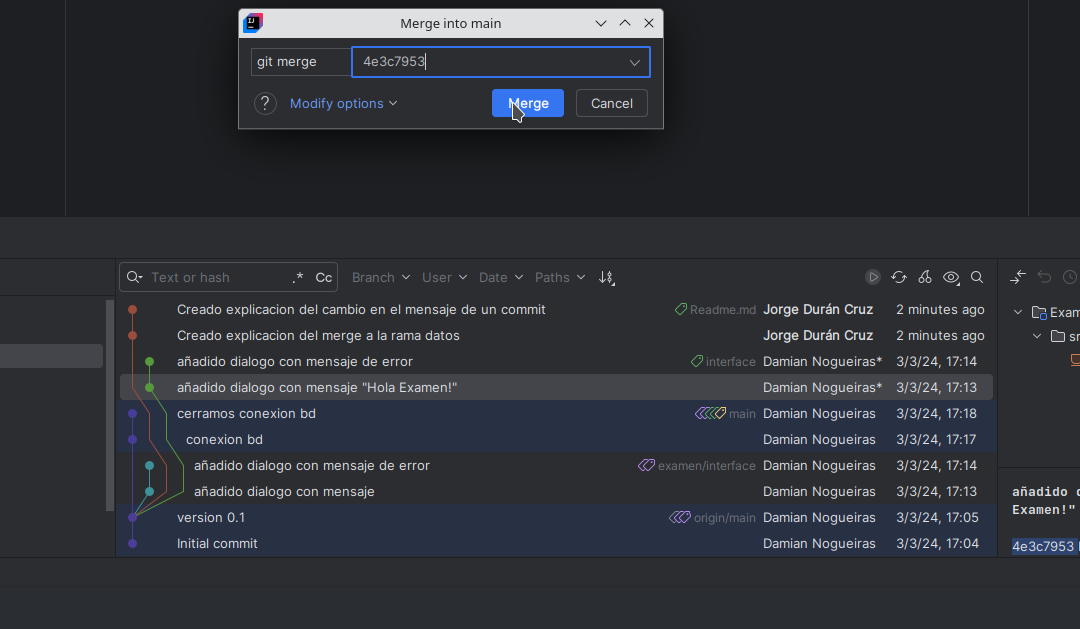 Merge into main
git merge 4e3c7953
? Modify options Merge Cancel
Text or hash .* Cc Branch User Date Paths
Creado explicacion del cambio en el mensaje de un commit Readme.md Jorge Durán Cruz 2 minutes ago
Creado explicacion del merge a la rama datos Jorge Durán Cruz 2 minutes ago
añadido dialogo con mensaje de error interface Damian Nogueiras* 3/3/24, 17:14
añadido dialogo con mensaje "Hola Examen!" Damian Nogueiras* 3/3/24, 17:13
cerramos conexion bd main Damian Nogueiras 3/3/24, 17:18
conexion bd Damian Nogueiras 3/3/24, 17:17
añadido dialogo con mensaje de error examen/interface Damian Nogueiras 3/3/24, 17:14
añadido dialogo con mensaje Damian Nogueiras 3/3/24, 17:13
version 0.1 origin/main Damian Nogueiras 3/3/24, 17:05
Initial commit Damian Nogueiras 3/3/24, 17:04
Exam
sr
añadido d
Examen!"
4e3c7953